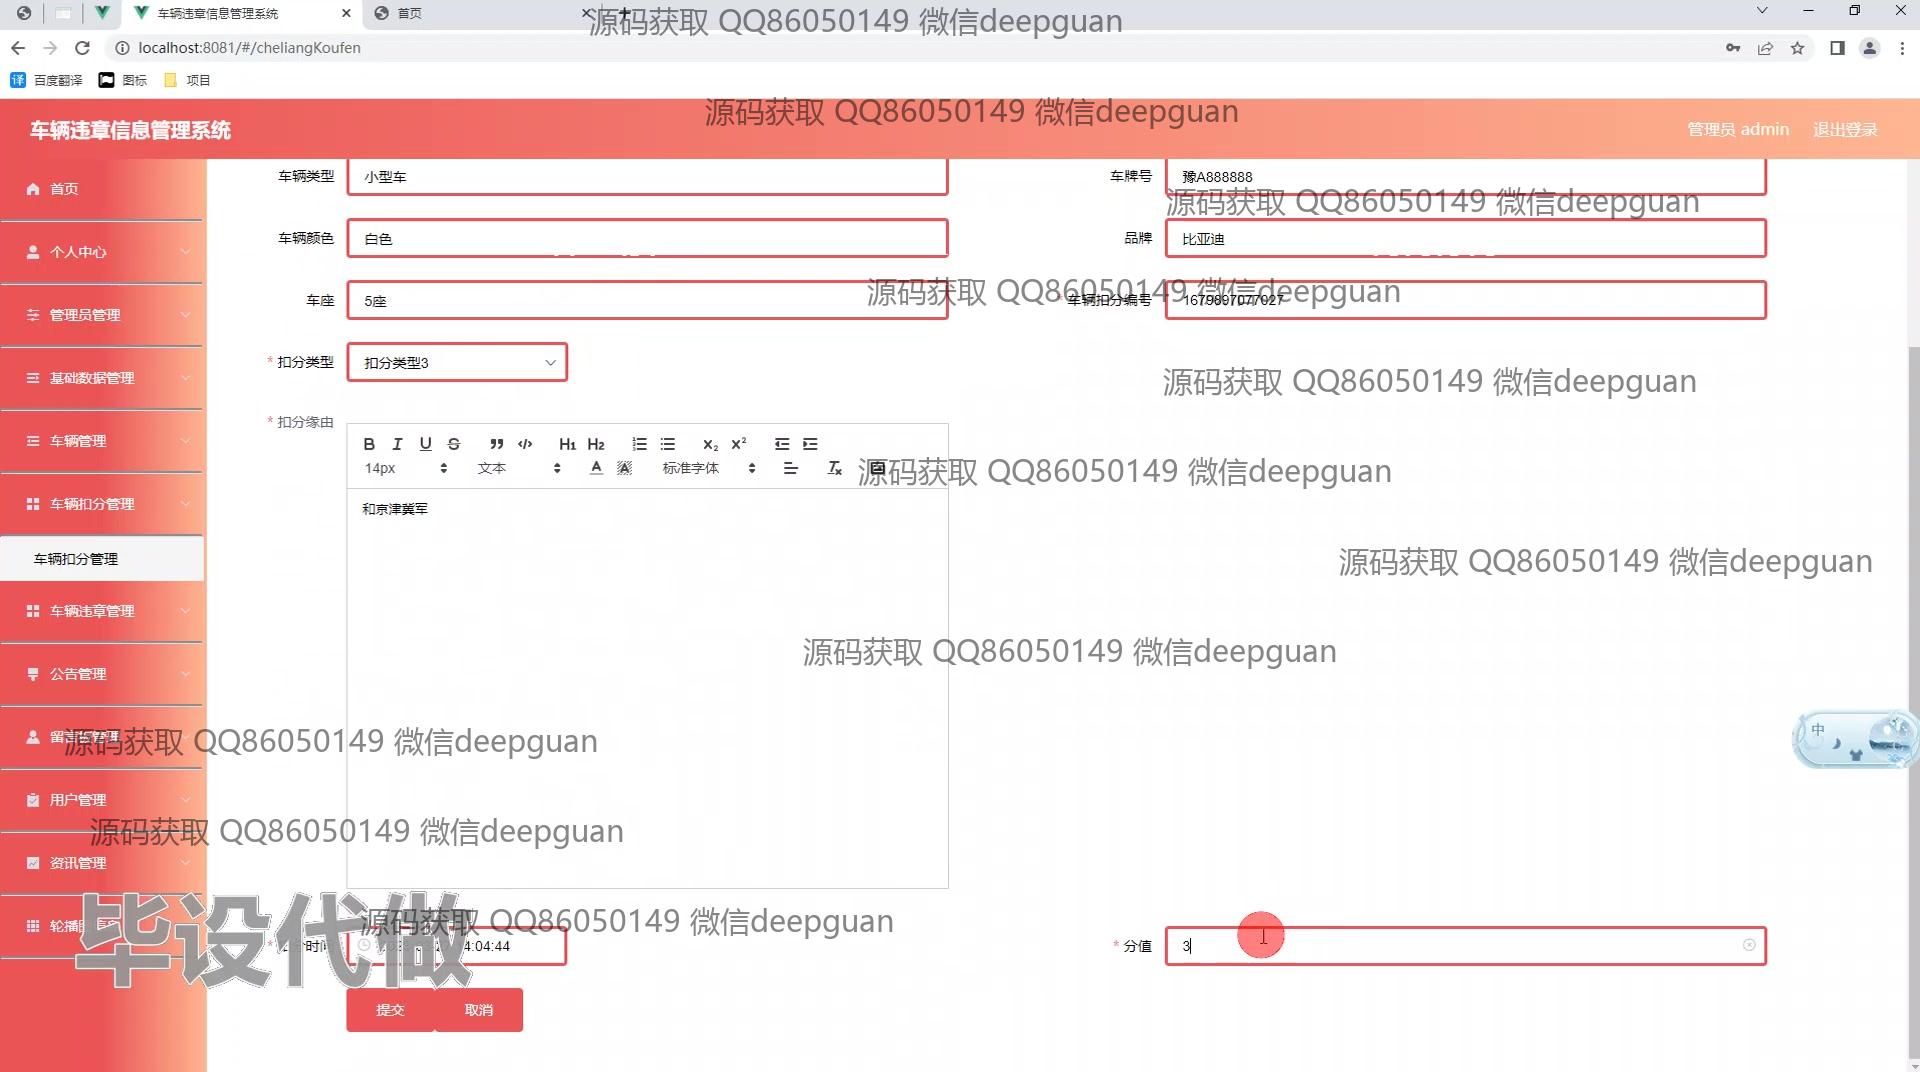 车辆违章信息管理系统
首页
源码获取 QQ86050149 微信deepguan
localhost:8081/#/cheliangKoufen
译 百度翻译 图标 项目
源码获取 QQ86050149 微信deepguan
车辆违章信息管理系统
管理员 admin 退出登录
首页
车辆类型 小型车
车牌号 豫A888888
源码获取 QQ86050149 微信deepguan
个人中心
车辆颜色 白色
品牌 比亚迪
源码获取 QQ86050149 微信deepguan
管理员管理
车座 5座
* 车辆扣分编号
基础数据管理
* 扣分类型 扣分类型3
源码获取 QQ86050149 微信deepguan
* 扣分缘由
车辆管理
B I U S H1 H2 X2 X2
14px 文本 A A 标准字体 Tx
源码获取 QQ86050149 微信deepguan
车辆扣分管理
和京津冀军
车辆扣分管理
源码获取 QQ86050149 微信deepguan
车辆违章管理
源码获取 QQ86050149 微信deepguan
公告管理
中
源码获取 QQ86050149 微信deepguan
用户管理
源码获取 QQ86050149 微信deepguan
资讯管理
毕设代做
源码获取 QQ86050149 微信deepguan
轮播
4:04:44
* 分值 3
提交 取消